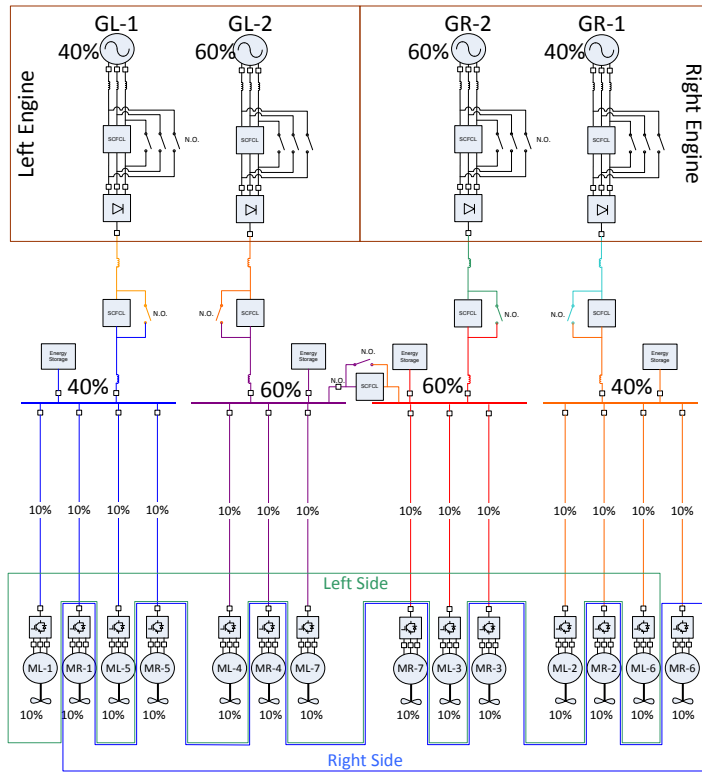 GL-1
GL-2
GR-2
GR-1
40%
60%
60%
40%
Left Engine
Right Engine
SCFCL
N.O.
SCFCL
SCFCL
N.O.
SCFCL
SCFCL
N.O.
N.O.
SCFCL
SCFCL
N.O.
N.O.
SCFCL
Energy
Storage
Energy
Storage
N.O.
N.O.
SCFCL
Energy
Storage
Energy
Storage
40%
60%
60%
40%
10%
10%
10%
10%
10%
10%
10%
10%
10%
10%
10%
10%
10%
10%
Left Side
ML-1
MR-1
ML-5
MR-5
ML-4
MR-4
ML-7
MR-7
ML-3
MR-3
ML-2
MR-2
ML-6
MR-6
10%
10%
10%
10%
10%
10%
10%
10%
10%
10%
10%
10%
10%
10%
Right Side